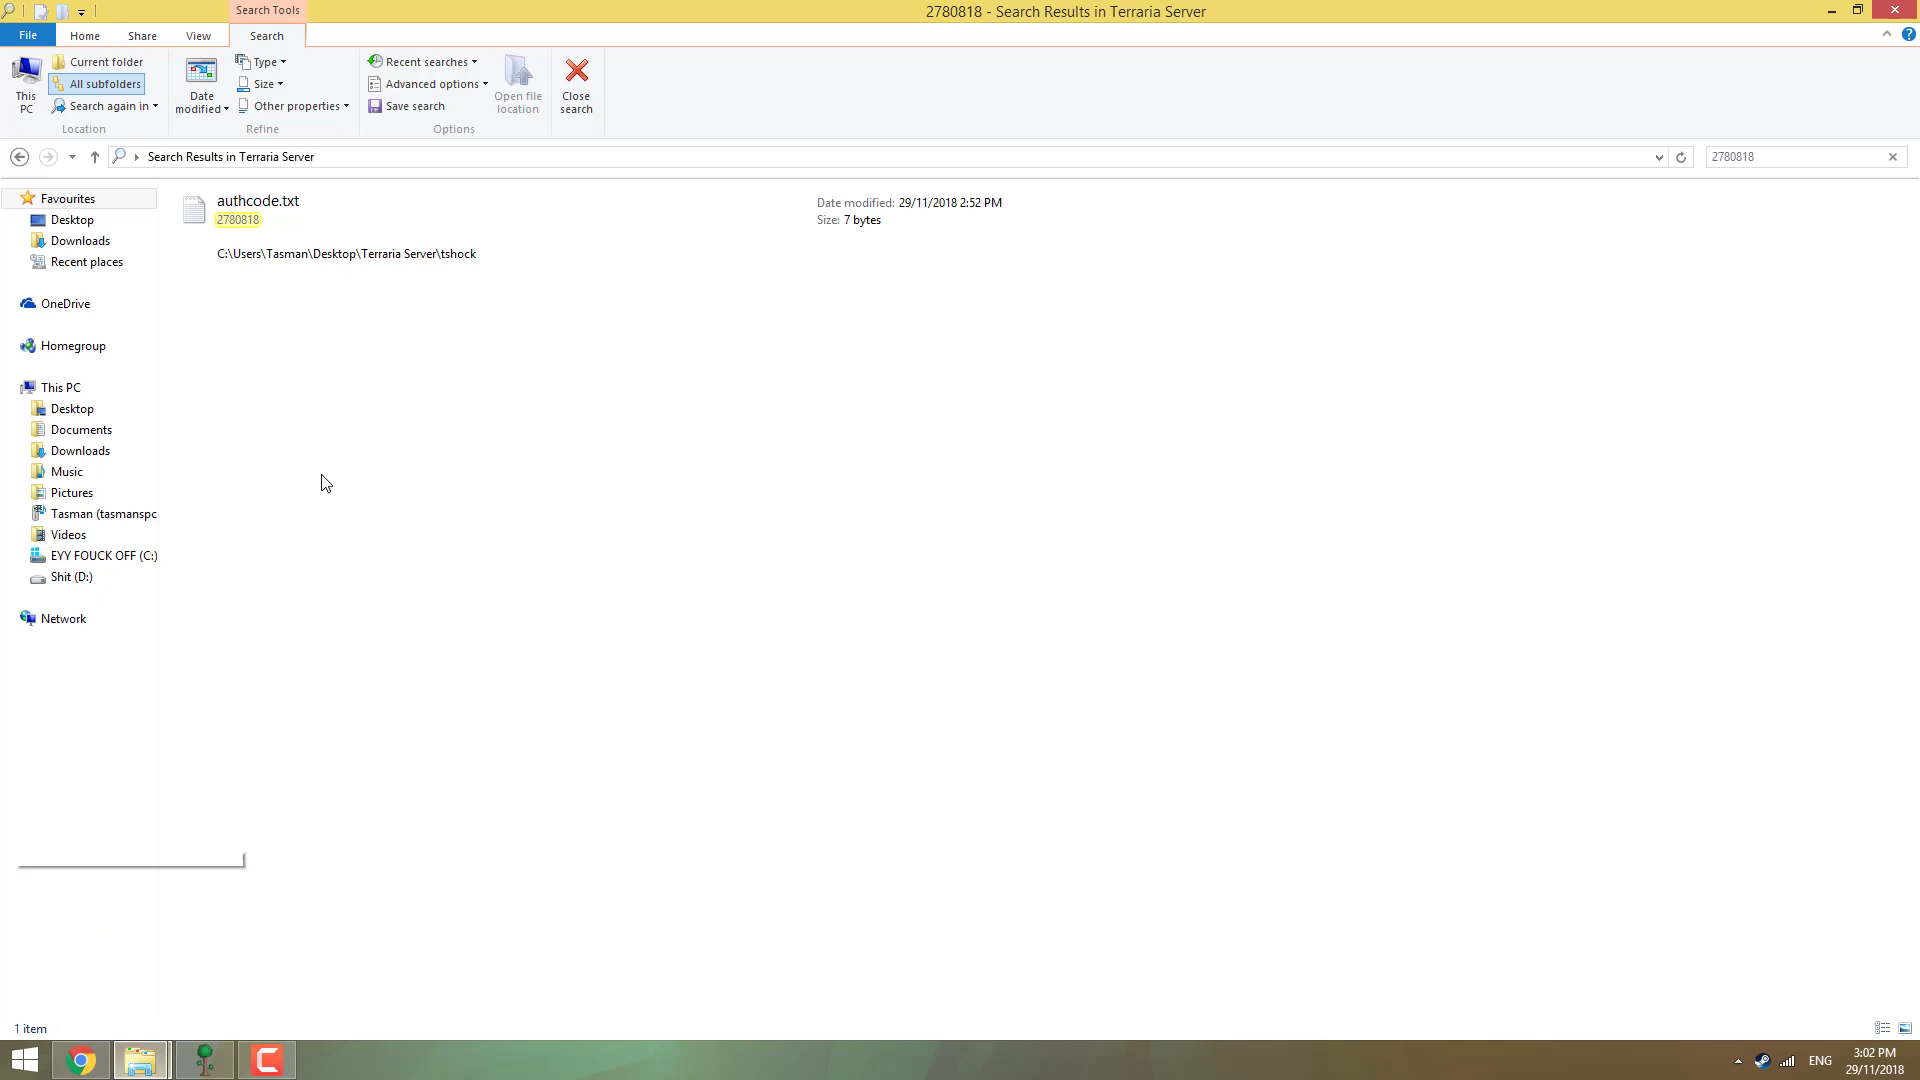 Search Tools
2780818 - Search Results in Terraria Server
File
Home
Share
View
Search
This PC
Current folder
All subfolders
Search again in
Location
Date modified
Type
Size
Other properties
Refine
Recent searches
Advanced options
Save search
Options
Open file location
Close search
Search Results in Terraria Server
2780818
Favourites
Desktop
Downloads
Recent places
OneDrive
Homegroup
This PC
Desktop
Documents
Downloads
Music
Pictures
Tasman (tasmanspc
Videos
EYY FOUCK OFF (C:)
Shit (D:)
Network
authcode.txt
2780818
C:\Users\Tasman\Desktop\Terraria Server\tshock
Date modified: 29/11/2018 2:52 PM
Size: 7 bytes
1 item
ENG
3:02 PM
29/11/2018